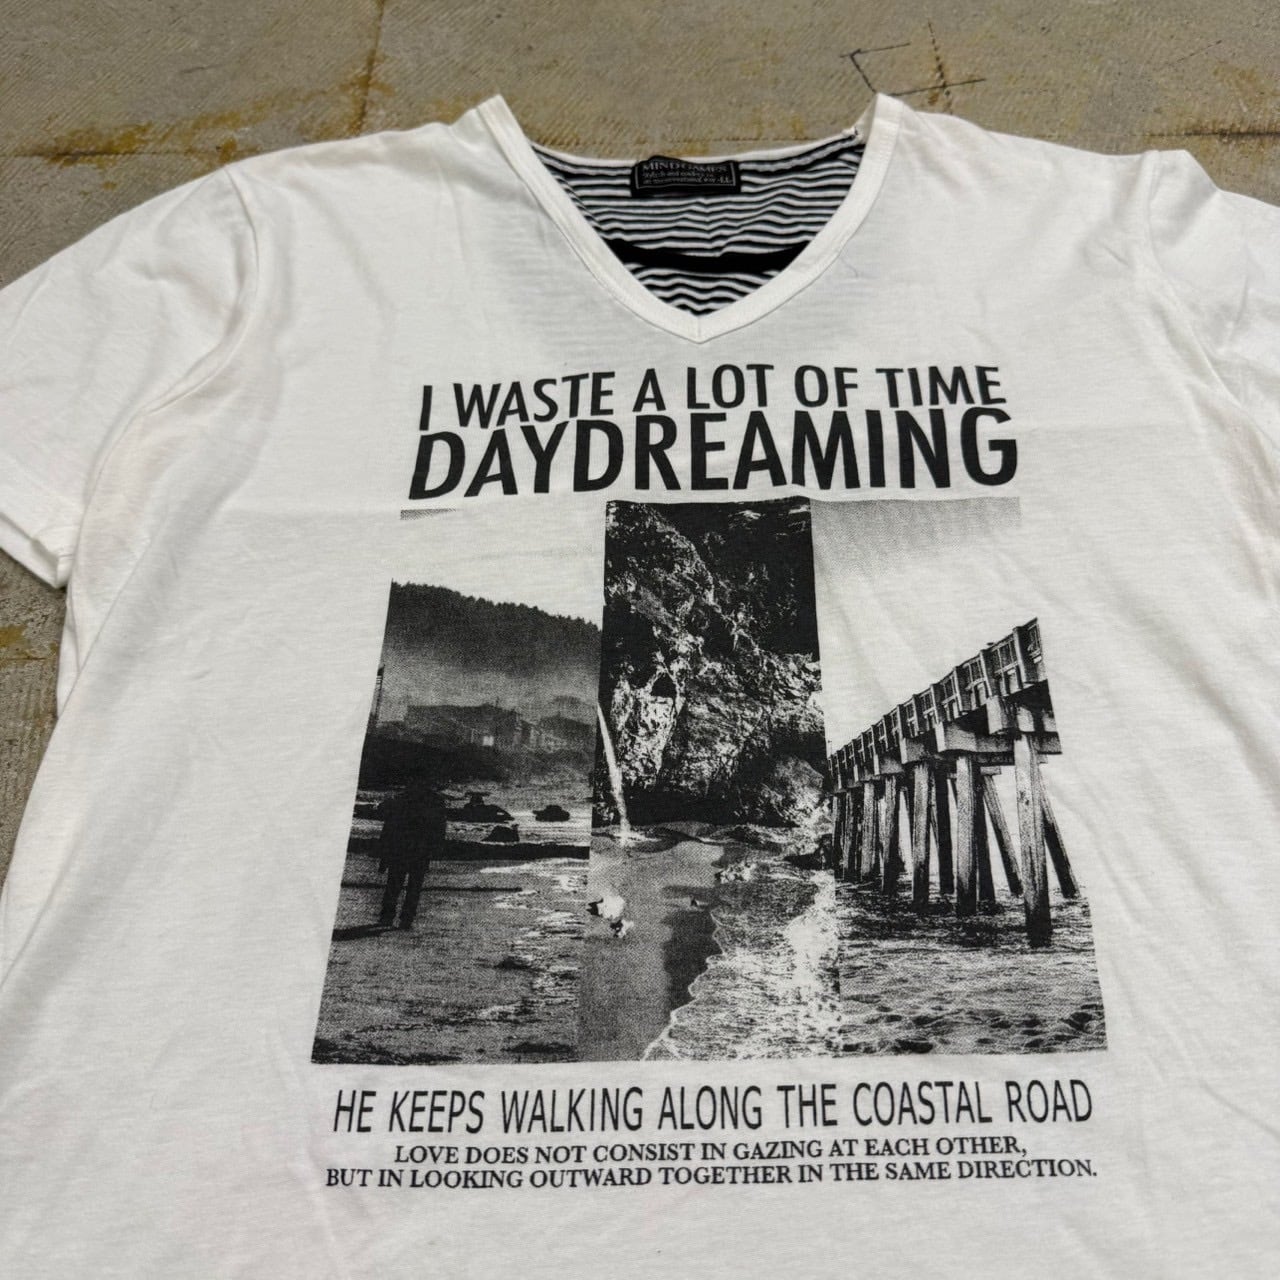 MINDGAMES
I WASTE A LOT OF TIME
DAYDREAMING
HE KEEPS WALKING ALONG THE COASTAL ROAD
LOVE DOES NOT CONSIST IN GAZING AT EACH OTHER,
BUT IN LOOKING OUTWARD TOGETHER IN THE SAME DIRECTION.